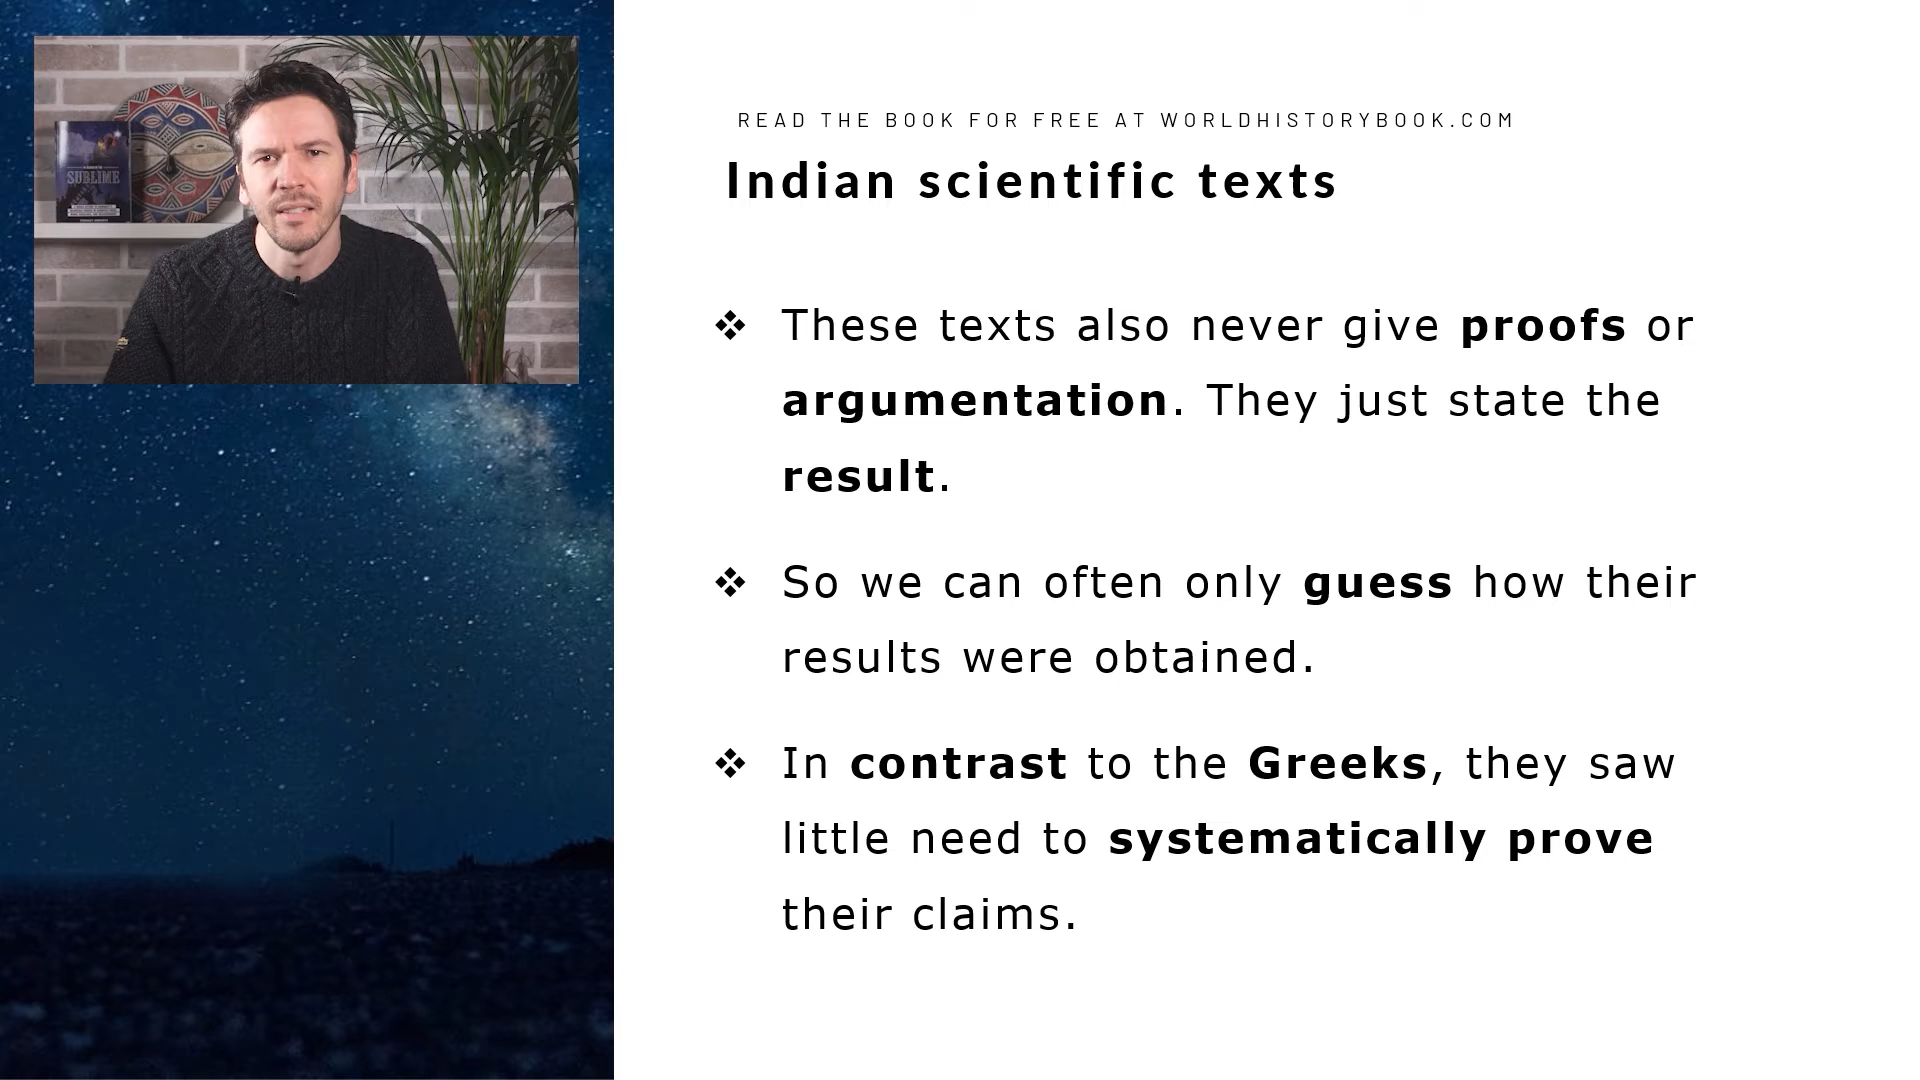 SUBLIME
READ THE BOOK FOR FREE AT WORLDHISTORYBOOK.COM
Indian scientific texts
❖ These texts also never give proofs or
argumentation. They just state the
result.
❖ So we can often only guess how their
results were obtained.
❖ In contrast to the Greeks, they saw
little need to systematically prove
their claims.